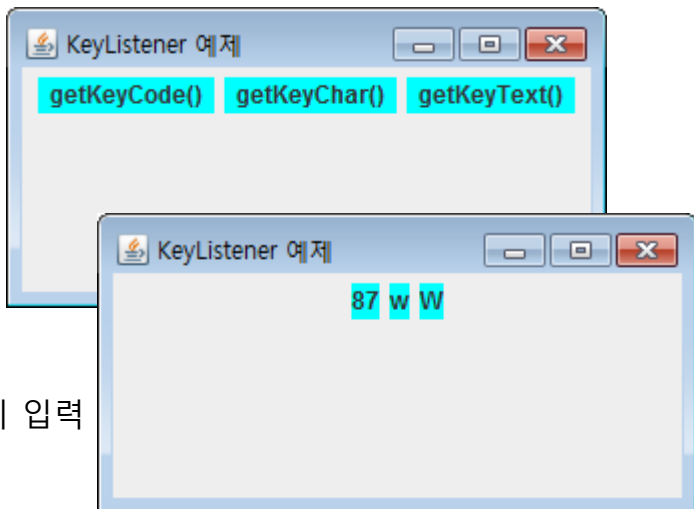 KeyListener 예제
getKeyCode() getKeyChar() getKeyText()
KeyListener 예제
87 w W
입력